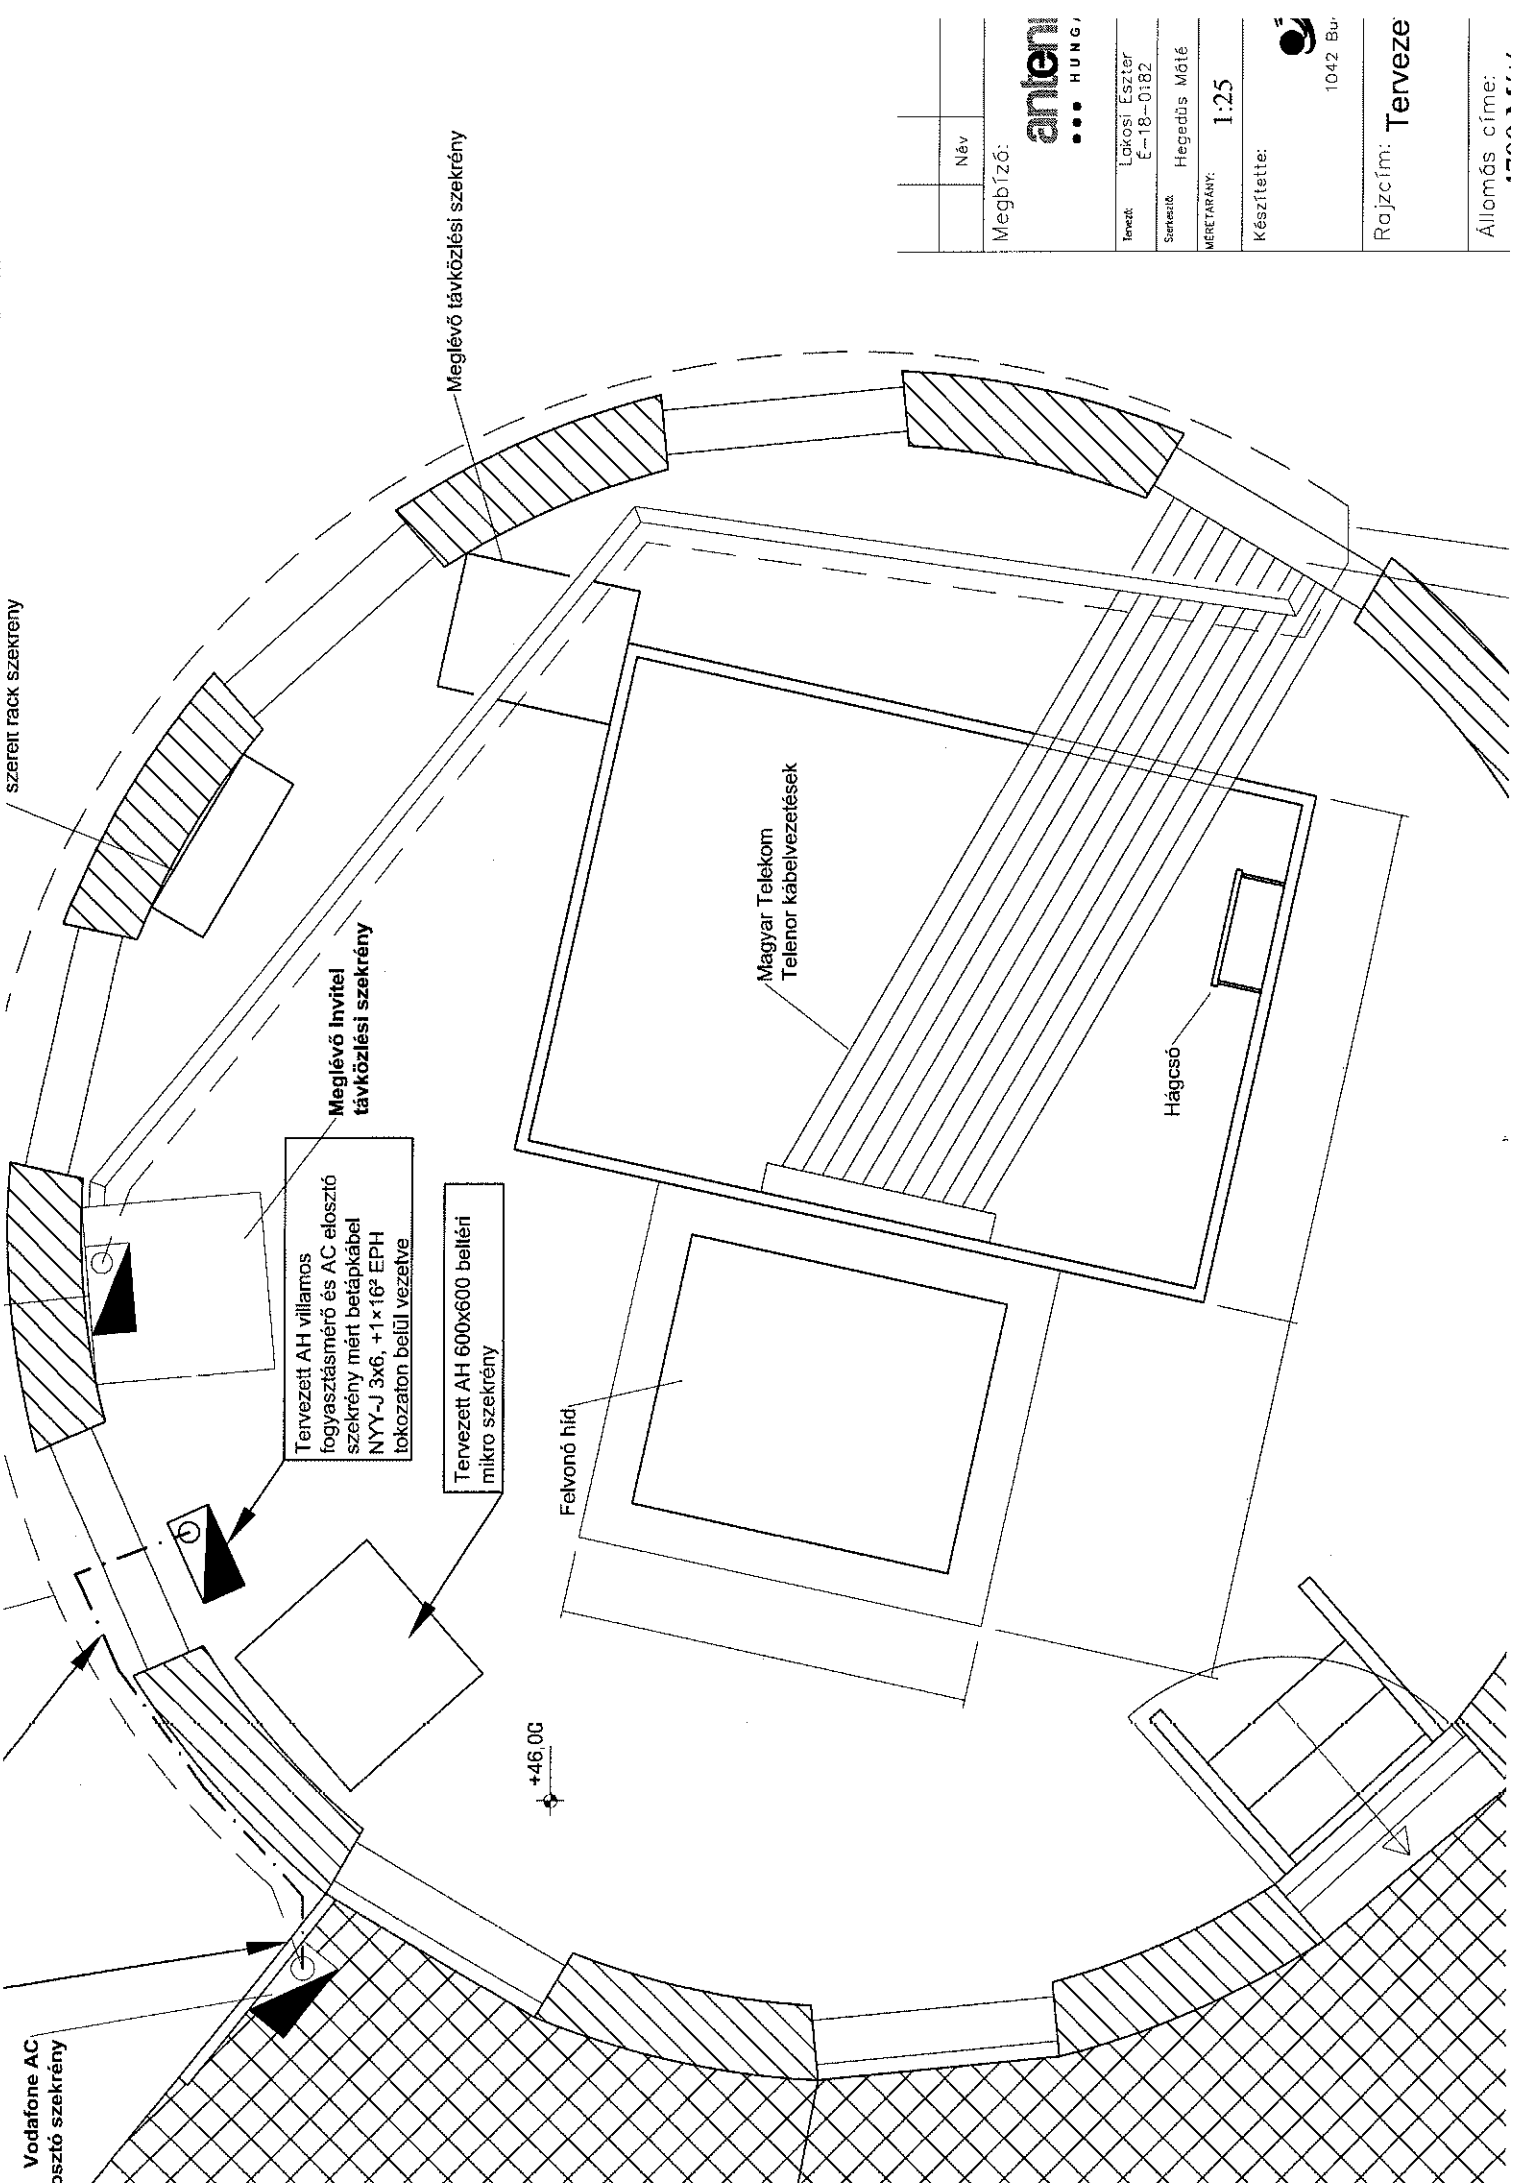 szerelt rack szekrény
Meglévő távközlési szekrény
Meglévő Invitel
távközlési szekrény
Tervezett AH villamos
fogyasztásmérő és AC elosztó
szekrény mért betápkábel
NYY-J 3x6, +1×16² EPH
tokozaton belül vezetve
Tervezett AH 600x600 beltéri
mikro szekrény
Magyar Telekom
Telenor kábelvezetések
Hágcsó
Felvonó híd
+46,00
Vodafone AC
osztó szekrény
Név
Megbízó:
anten
HUNG
Tervező: Lakosi Eszter
É-18-0182
Szerkesztő: Hegedüs Máté
MÉRETARÁNY: 1:25
Készítette:
1042 Bu
Rajzcím: Terveze
Állomás címe: